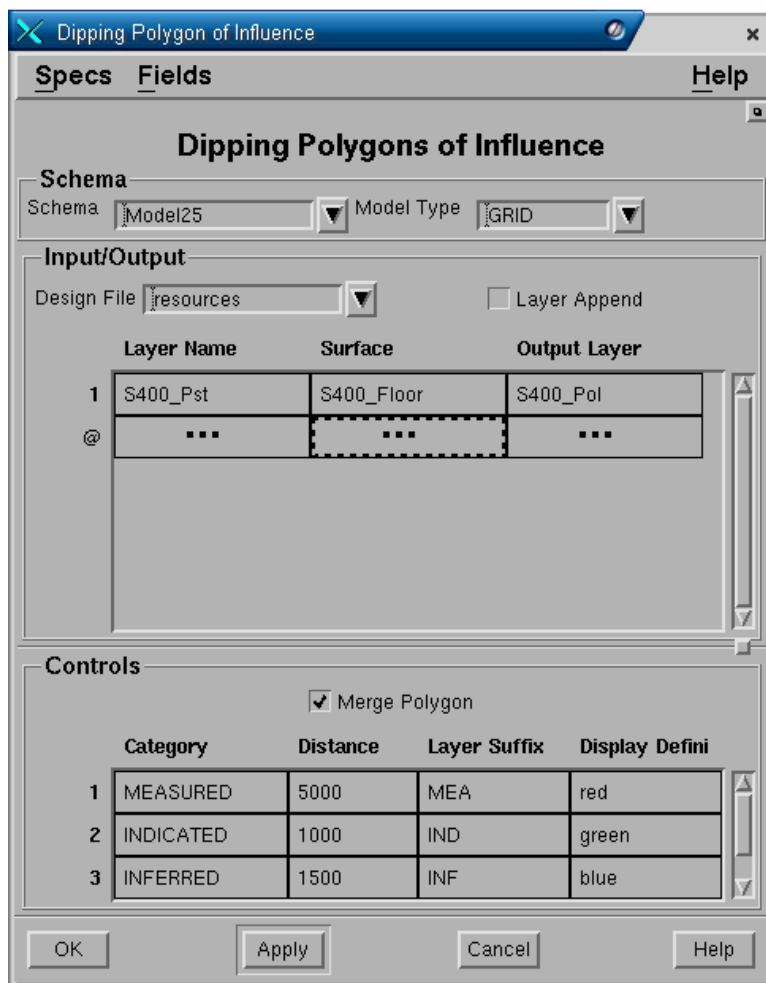 Dipping Polygon of Influence
Specs Fields Help
Dipping Polygons of Influence
Schema
Schema Model25 Model Type GRID
Input/Output
Design File resources Layer Append
Layer Name Surface Output Layer
1 S400_Pst S400_Floor S400_Pol
@ ... ... ...
Controls
Merge Polygon
Category Distance Layer Suffix Display Defini
1 MEASURED 5000 MEA red
2 INDICATED 1000 IND green
3 INFERRED 1500 INF blue
OK Apply Cancel Help